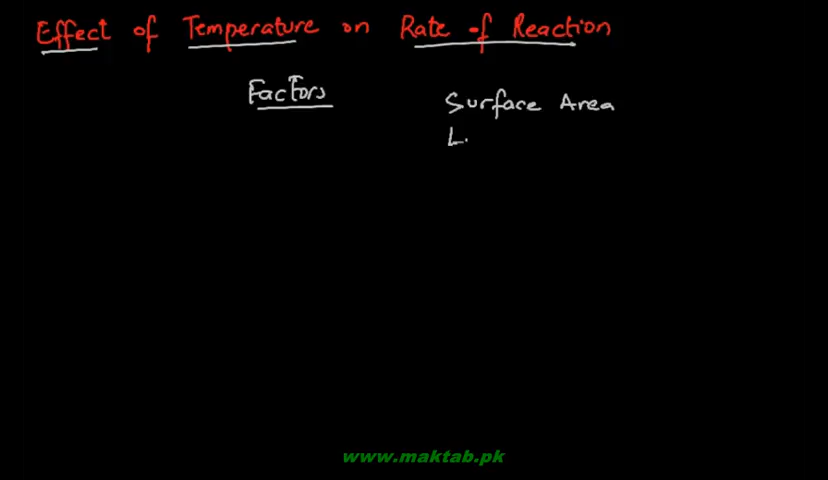 Effect of Temperature on Rate of Reaction
Factors
Surface Area
L
www.maktab.pk